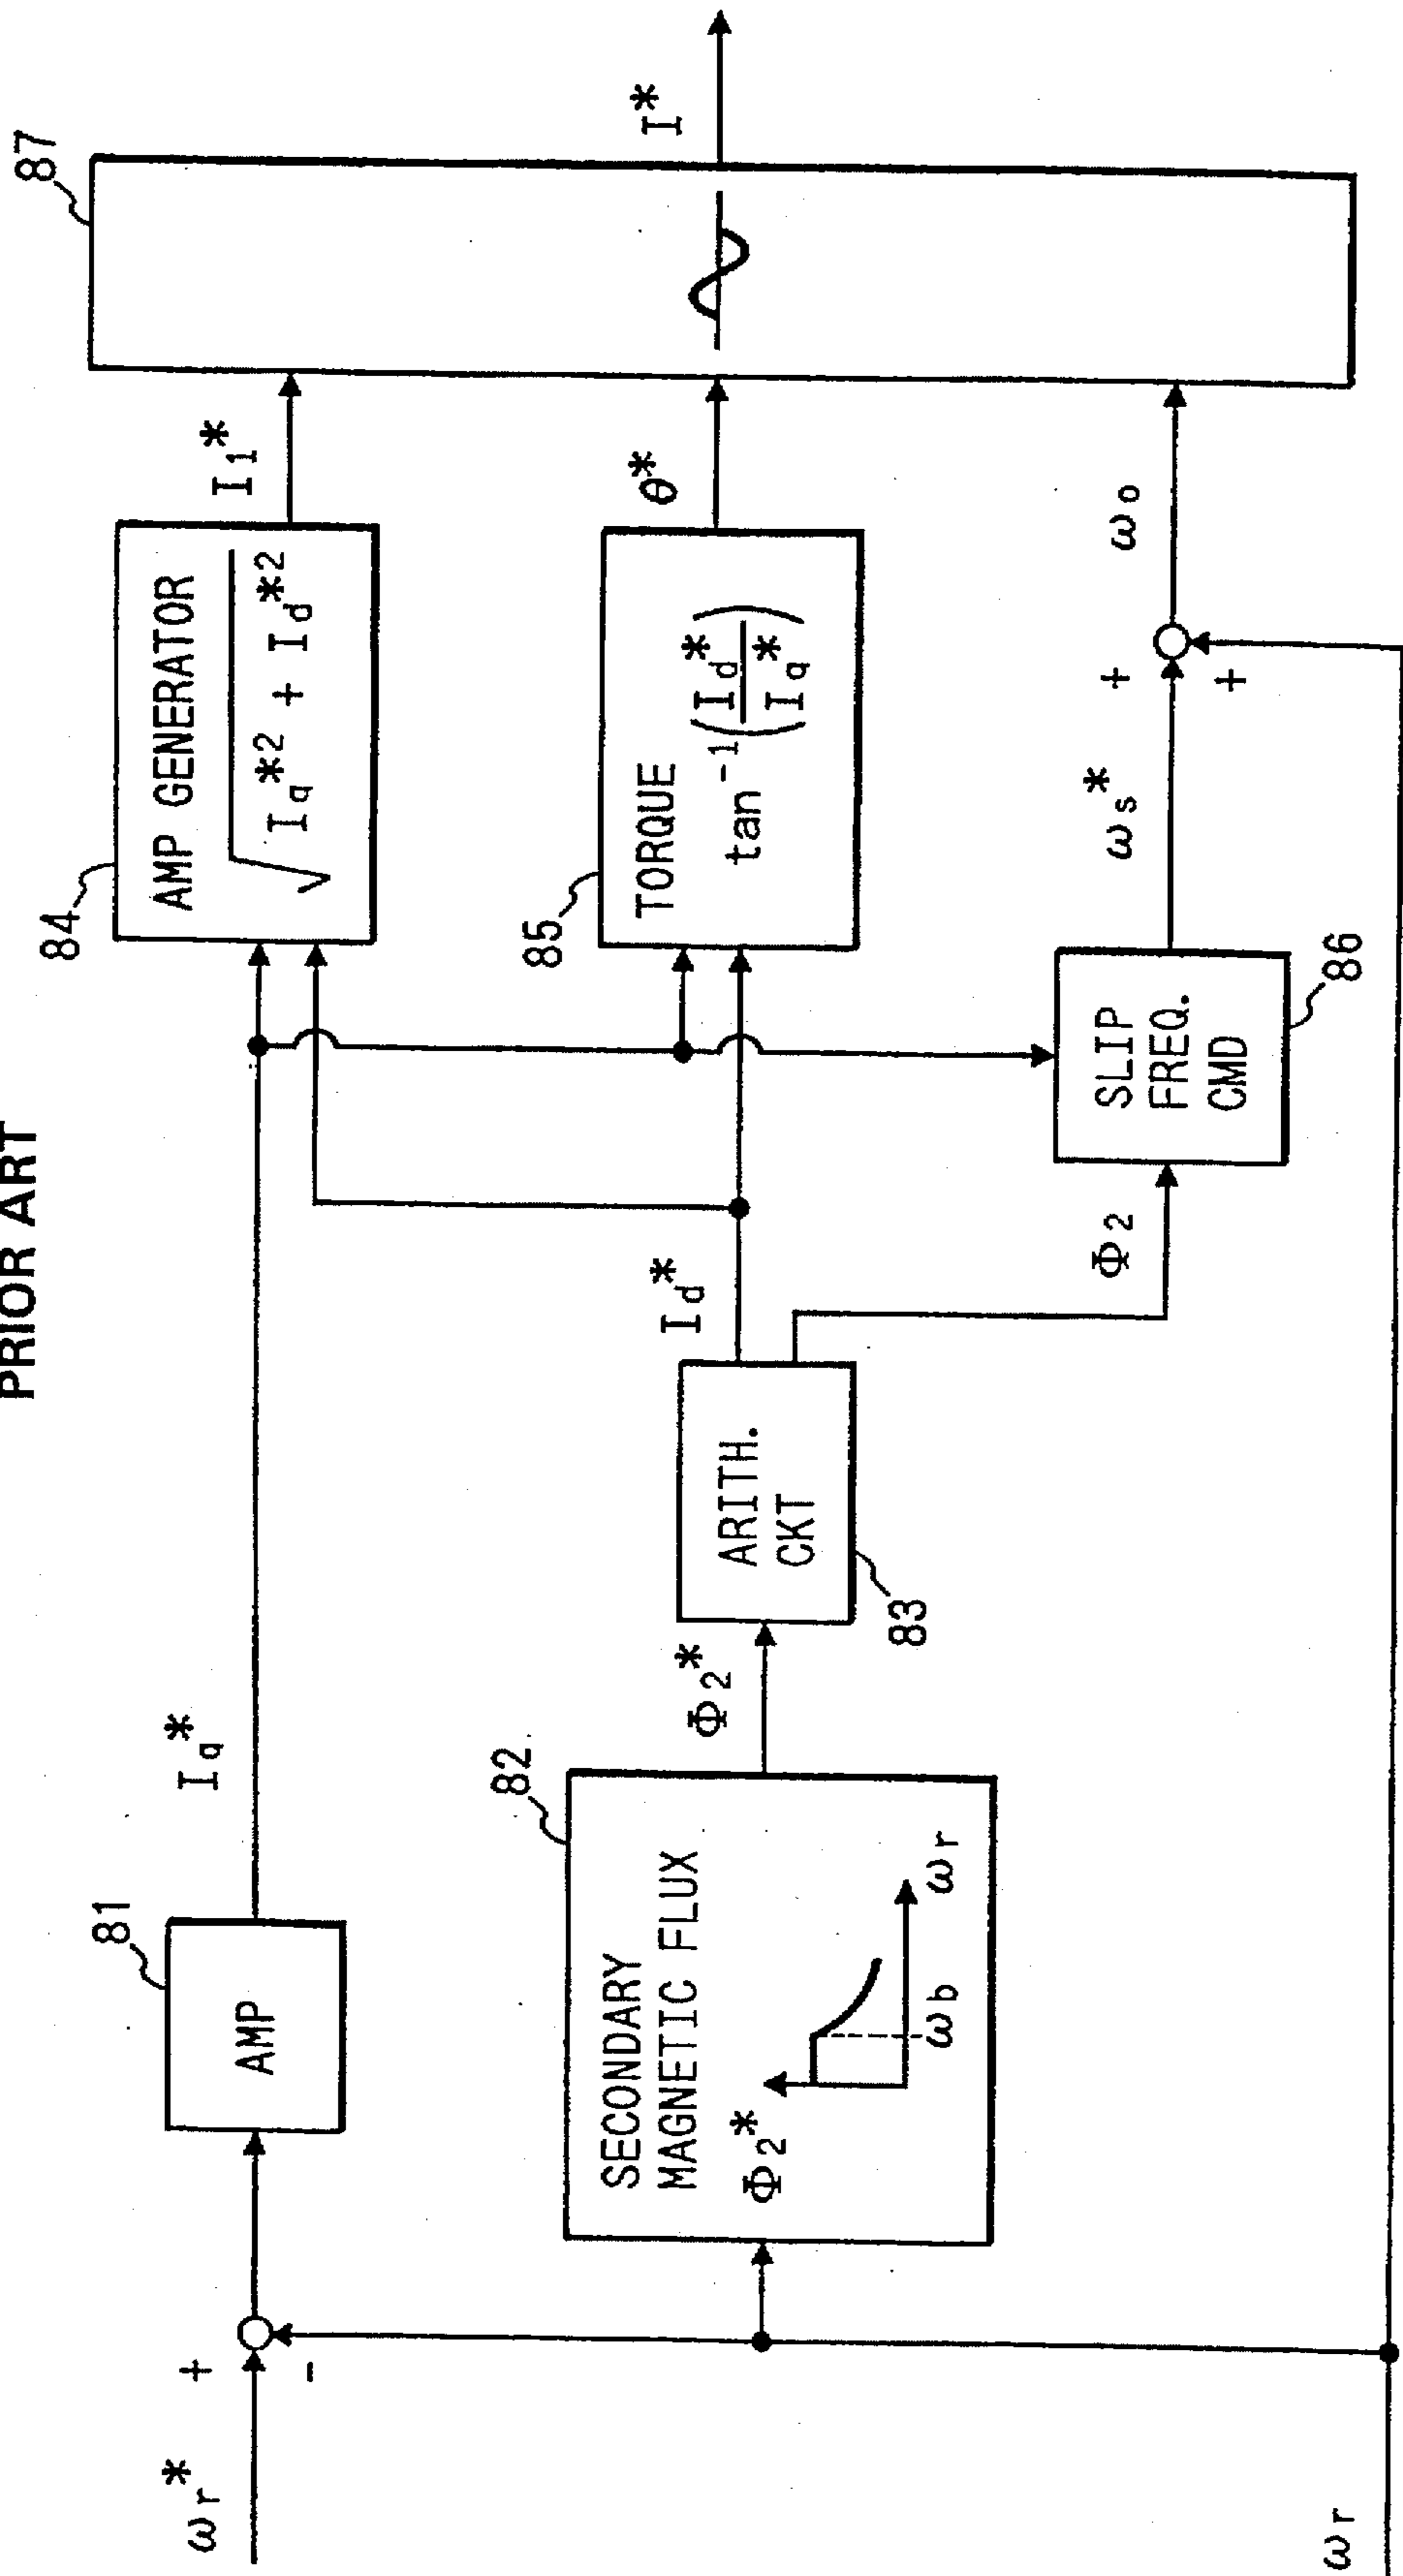 PRIOR ART
ωr*
+
-
81
AMP
Iq*
84
AMP GENERATOR
√Iq*2 + Id*2
I1*
87
I*
82
SECONDARY
MAGNETIC FLUX
Φ2*
ωb
ωr
Φ2*
83
ARITH.
CKT
Id*
Φ2
85
TORQUE
tan-1(Id*/Iq*)
θ*
86
SLIP
FREQ.
CMD
ωs*
+
+
ωo
ωr